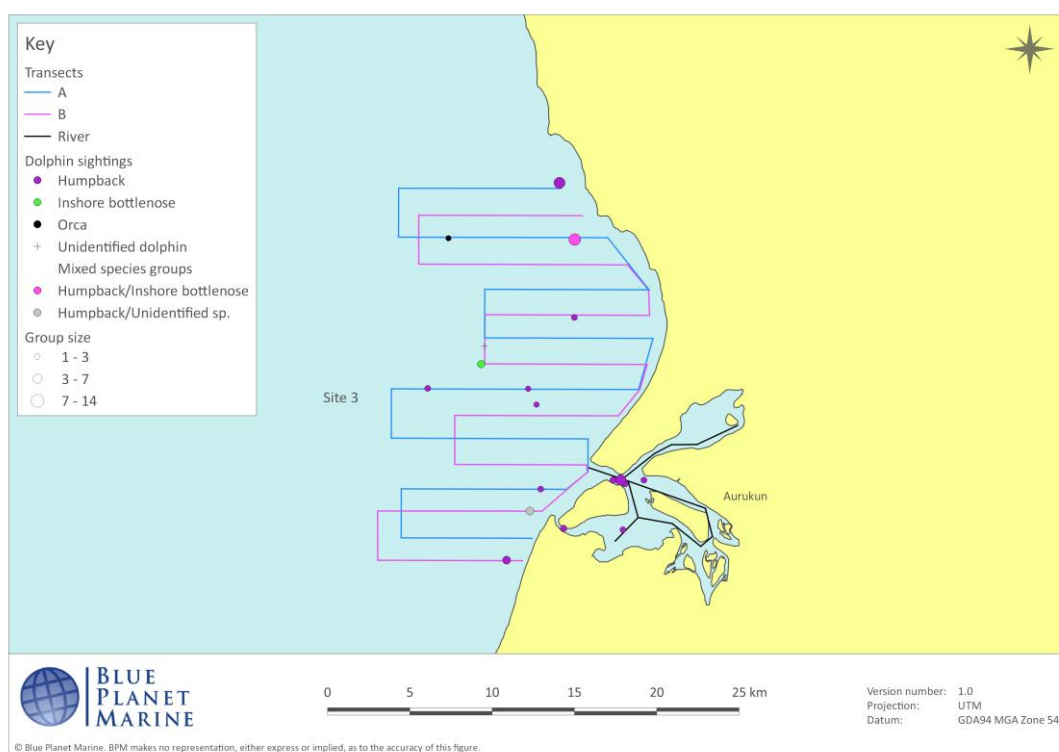 Key
Transects
A
B
River
Dolphin sightings
Humpback
Inshore bottlenose
Orca
Unidentified dolphin
Mixed species groups
Humpback/Inshore bottlenose
Humpback/Unidentified sp.
Group size
1 - 3
3 - 7
7 - 14
Site 3
Aurukun
BLUE
PLANET
MARINE
0 5 10 15 20 25 km
Version number: 1.0
Projection: UTM
Datum: GDA94 MGA Zone 54
© Blue Planet Marine. BPM makes no representation, either express or implied, as to the accuracy of this figure.